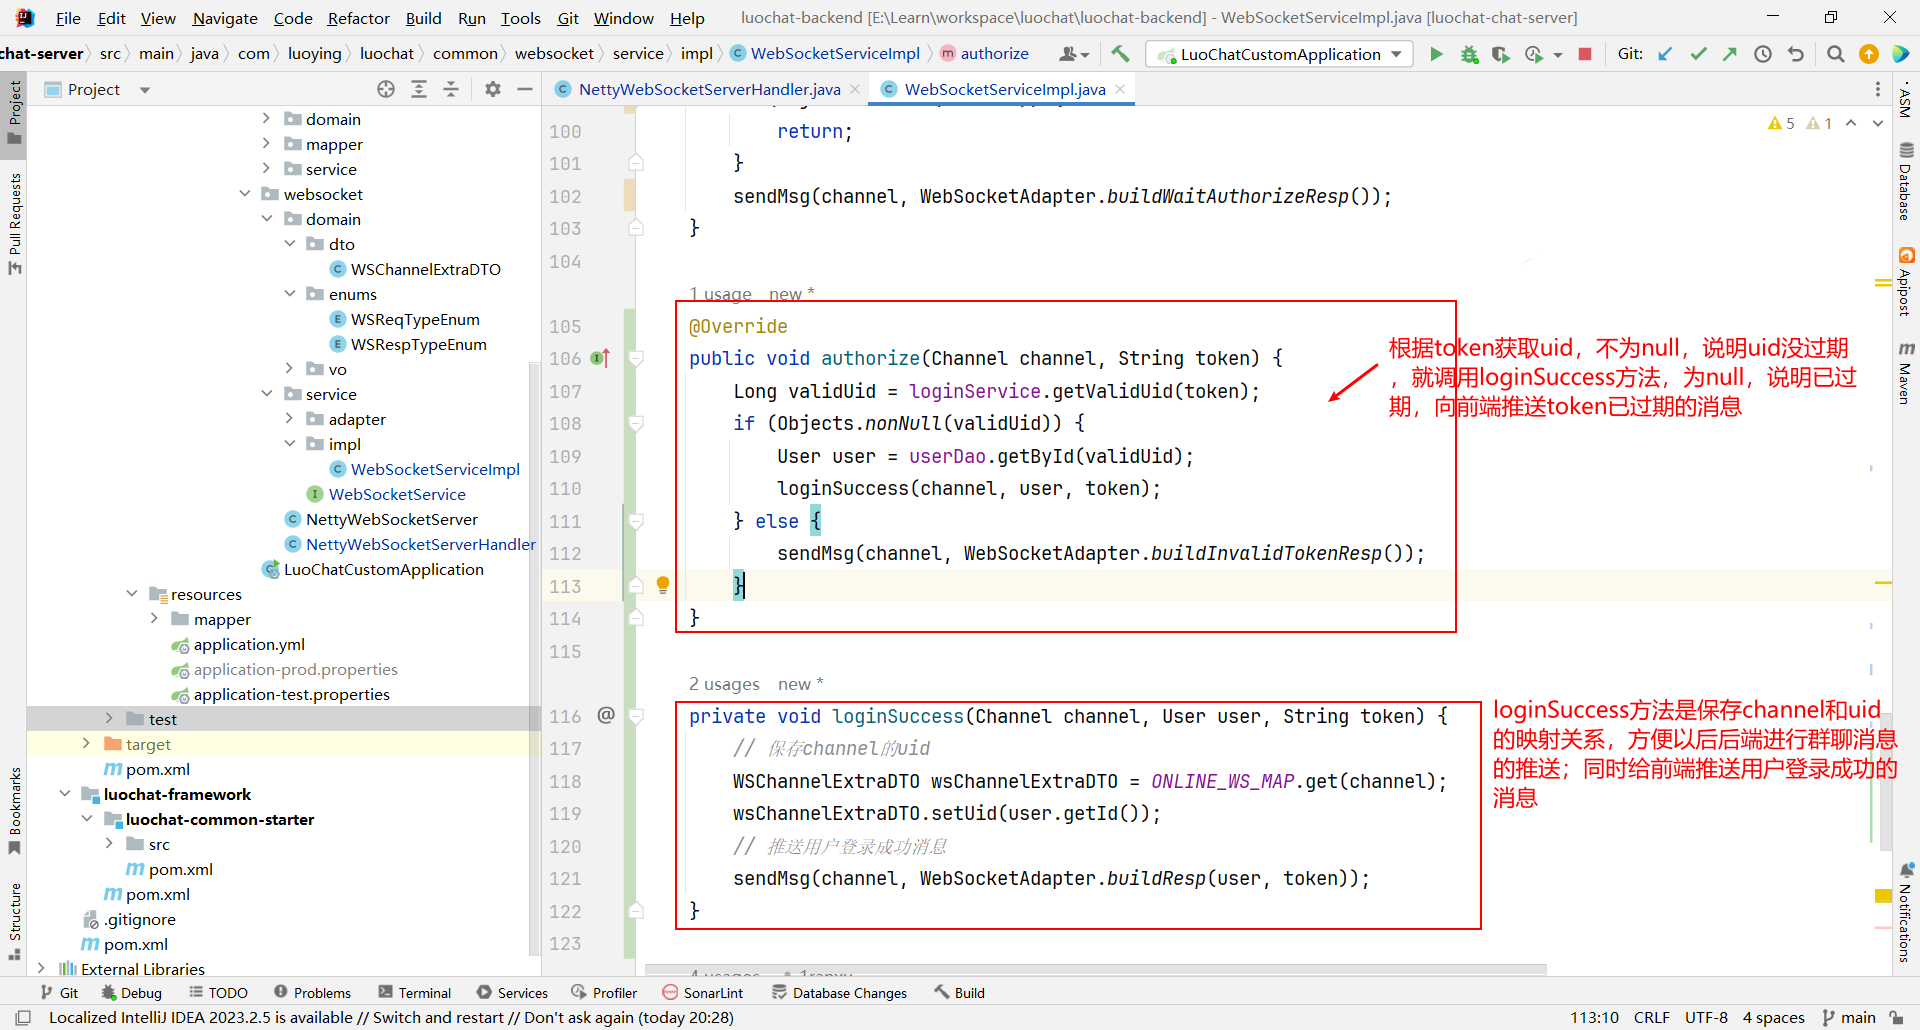 File Edit View Navigate Code Refactor Build Run Tools Git Window Help luochat-backend [E:\Learn\workspace\luochat\luochat-backend] - WebSocketServiceImpl.java [luochat-chat-server]
chat-server src main java com luoying luochat common websocket service impl WebSocketServiceImpl authorize LuoChatCustomApplication Git:
Project
NettyWebSocketServerHandler.java WebSocketServiceImpl.java
Project
Pull Requests
Bookmarks
Structure
domain
mapper
service
websocket
domain
dto
WSChannelExtraDTO
enums
WSReqTypeEnum
WSRespTypeEnum
vo
service
adapter
impl
WebSocketServiceImpl
WebSocketService
NettyWebSocketServer
NettyWebSocketServerHandler
LuoChatCustomApplication
resources
mapper
application.yml
application-prod.properties
application-test.properties
test
target
pom.xml
luochat-framework
luochat-common-starter
src
pom.xml
pom.xml
.gitignore
pom.xml
External Libraries
5 1
100 return;
101 }
102 sendMsg(channel, WebSocketAdapter.buildWaitAuthorizeResp());
103 }
104
1 usage new *
105 @Override
106 public void authorize(Channel channel, String token) {
107 Long validUid = loginService.getValidUid(token);
108 if (Objects.nonNull(validUid)) {
109 User user = userDao.getById(validUid);
110 loginSuccess(channel, user, token);
111 } else {
112 sendMsg(channel, WebSocketAdapter.buildInvalidTokenResp());
113 }
114 }
115
2 usages new *
116 private void loginSuccess(Channel channel, User user, String token) {
117 // 保存channel的uid
118 WSChannelExtraDTO wsChannelExtraDTO = ONLINE_WS_MAP.get(channel);
119 wsChannelExtraDTO.setUid(user.getId());
120 // 推送用户登录成功消息
121 sendMsg(channel, WebSocketAdapter.buildResp(user, token));
122 }
123
根据token获取uid，不为null，说明uid没过期
，就调用loginSuccess方法，为null，说明已过
期，向前端推送token已过期的消息
loginSuccess方法是保存channel和uid
的映射关系，方便以后后端进行群聊消息
的推送；同时给前端推送用户登录成功的
消息
ASM
Database
Apipost
Maven
Notifications
Git Debug TODO Problems Terminal Services Profiler SonarLint Database Changes Build
Localized IntelliJ IDEA 2023.2.5 is available // Switch and restart // Don't ask again (today 20:28) 113:10 CRLF UTF-8 4 spaces main